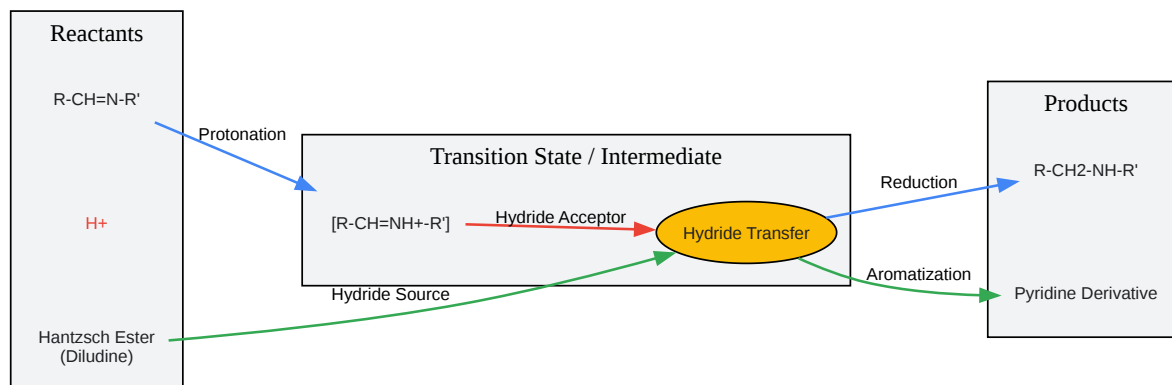 Reactants
R-CH=N-R'
H+
Hantzsch Ester
(Diludine)
Protonation
Transition State / Intermediate
[R-CH=NH+-R']
Hydride Acceptor
Hydride Transfer
Hydride Source
Reduction
Aromatization
Products
R-CH2-NH-R'
Pyridine Derivative